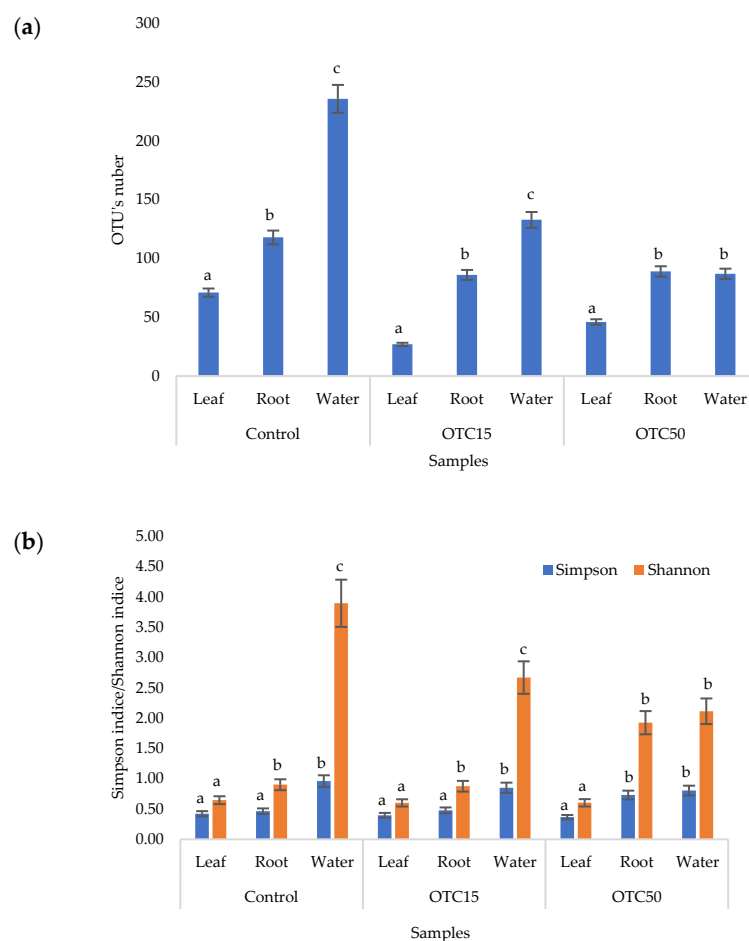 (a)
300
250
200
150
100
50
0
OTU's nuber
a
b
c
a
b
c
a
b
b
Leaf Root Water Leaf Root Water Leaf Root Water
Control OTC15 OTC50
Samples
(b)
5.00
4.50
4.00
3.50
3.00
2.50
2.00
1.50
1.00
0.50
0.00
Simpson indice/Shannon indice
Simpson Shannon
a a a b b c a a a b b c a a b b b b
Leaf Root Water Leaf Root Water Leaf Root Water
Control OTC15 OTC50
Samples